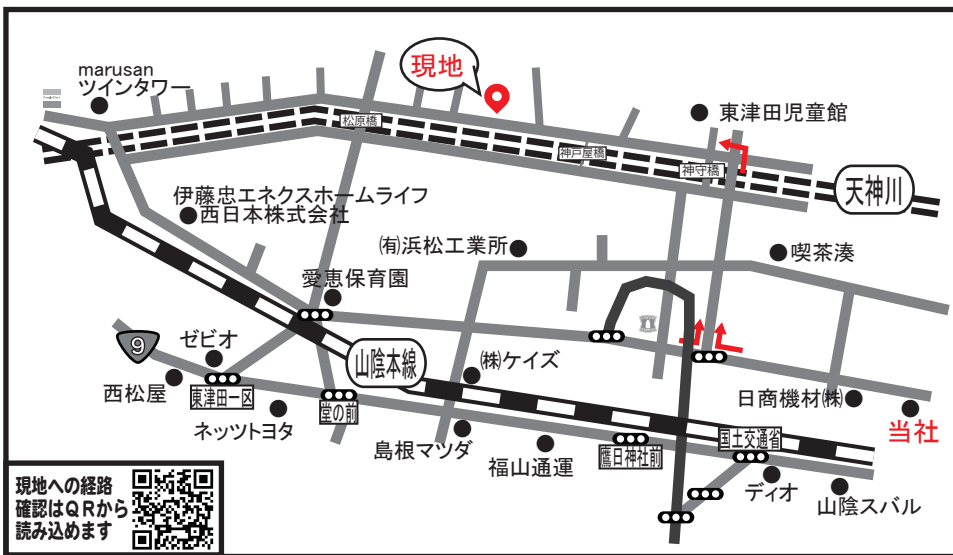 marusan
ツインタワー
現地
松原橋
神戸屋橋
神守橋
東津田児童館
天神川
伊藤忠エネクスホームライフ
西日本株式会社
㈲浜松工業所
喫茶湊
愛恵保育園
9
ゼビオ
山陰本線
㈱ケイズ
西松屋
東津田一区
堂の前
日商機材㈱
当社
ネッツトヨタ
島根マツダ
福山通運
鷹日神社前
国土交通省
ディオ
山陰スバル
現地への経路
確認はQRから
読み込めます